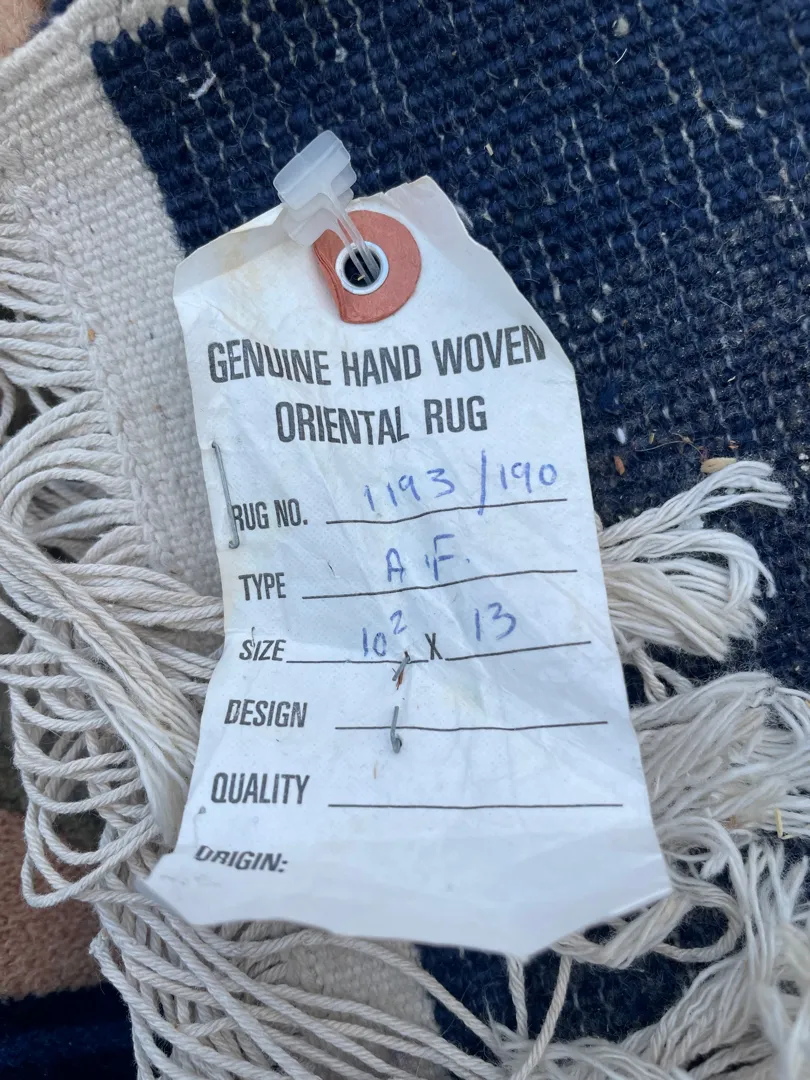 GENUINE HAND WOVEN
ORIENTAL RUG
RUG NO. 1193/190
TYPE A.F.
SIZE 10² X 13
DESIGN
QUALITY
ORIGIN: